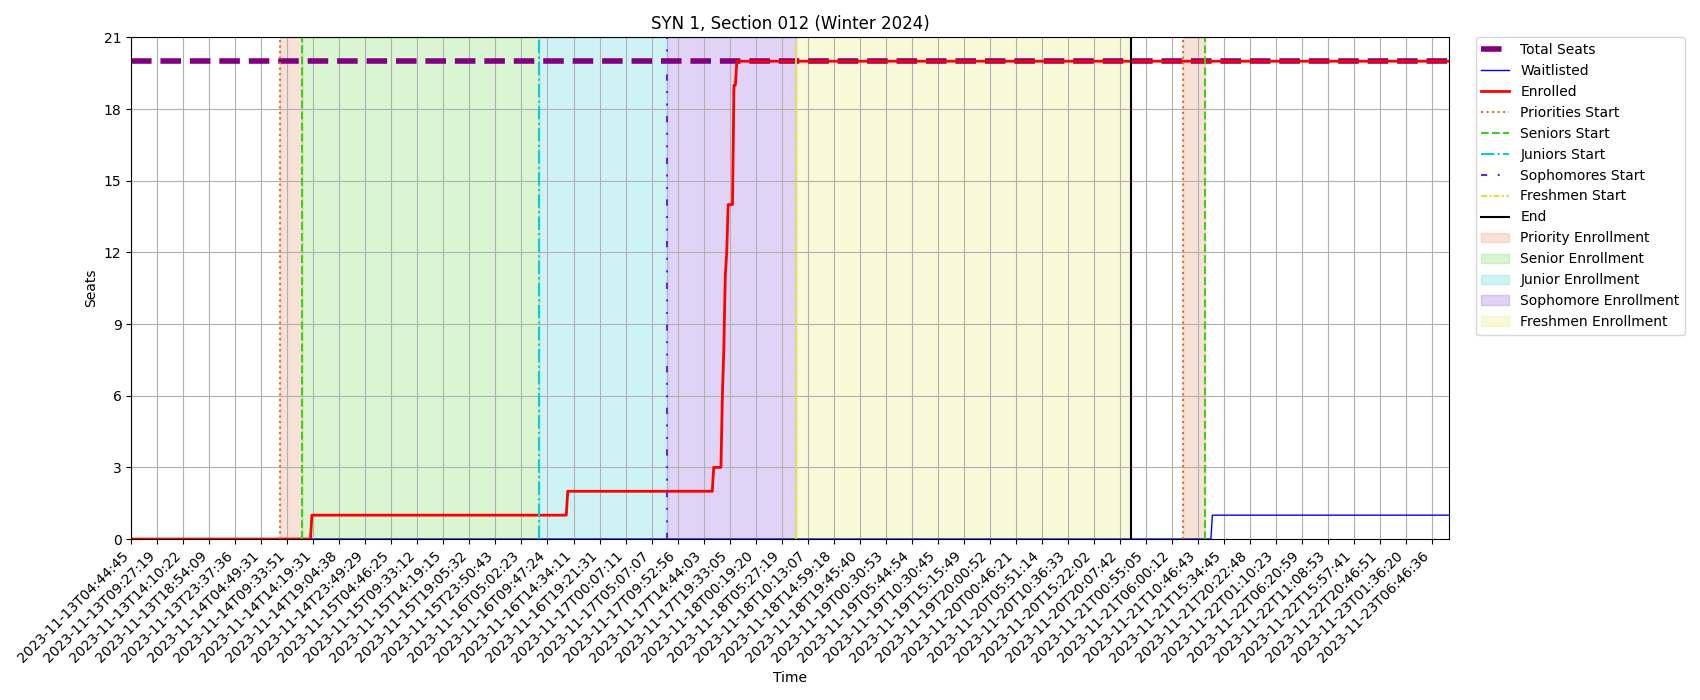 SYN 1, Section 012 (Winter 2024)
21
18
15
12
9
6
3
0
Seats
2023-11-13T04:44:45
2023-11-13T09:27:19
2023-11-13T14:10:22
2023-11-13T18:54:09
2023-11-13T23:37:36
2023-11-14T04:49:31
2023-11-14T09:33:51
2023-11-14T14:19:31
2023-11-14T19:04:38
2023-11-14T23:49:29
2023-11-15T04:46:25
2023-11-15T09:33:12
2023-11-15T14:19:15
2023-11-15T19:05:32
2023-11-15T23:50:43
2023-11-16T05:02:23
2023-11-16T09:47:24
2023-11-16T14:34:11
2023-11-16T19:21:37
2023-11-17T00:07:11
2023-11-17T05:07:07
2023-11-17T09:52:56
2023-11-17T14:44:03
2023-11-17T19:33:05
2023-11-18T00:19:20
2023-11-18T05:27:19
2023-11-18T10:13:07
2023-11-18T14:59:18
2023-11-18T19:45:40
2023-11-19T00:30:53
2023-11-19T05:44:54
2023-11-19T10:30:45
2023-11-19T15:15:49
2023-11-19T20:00:52
2023-11-20T00:46:21
2023-11-20T05:51:14
2023-11-20T10:36:33
2023-11-20T15:22:02
2023-11-20T20:07:42
2023-11-21T00:55:05
2023-11-21T06:00:12
2023-11-21T10:46:43
2023-11-21T15:34:45
2023-11-21T20:22:48
2023-11-22T01:10:23
2023-11-22T06:20:59
2023-11-22T11:08:53
2023-11-22T15:57:41
2023-11-22T20:46:51
2023-11-23T01:36:20
2023-11-23T06:46:36
Time
Total Seats
Waitlisted
Enrolled
Priorities Start
Seniors Start
Juniors Start
Sophomores Start
Freshmen Start
End
Priority Enrollment
Senior Enrollment
Junior Enrollment
Sophomore Enrollment
Freshmen Enrollment